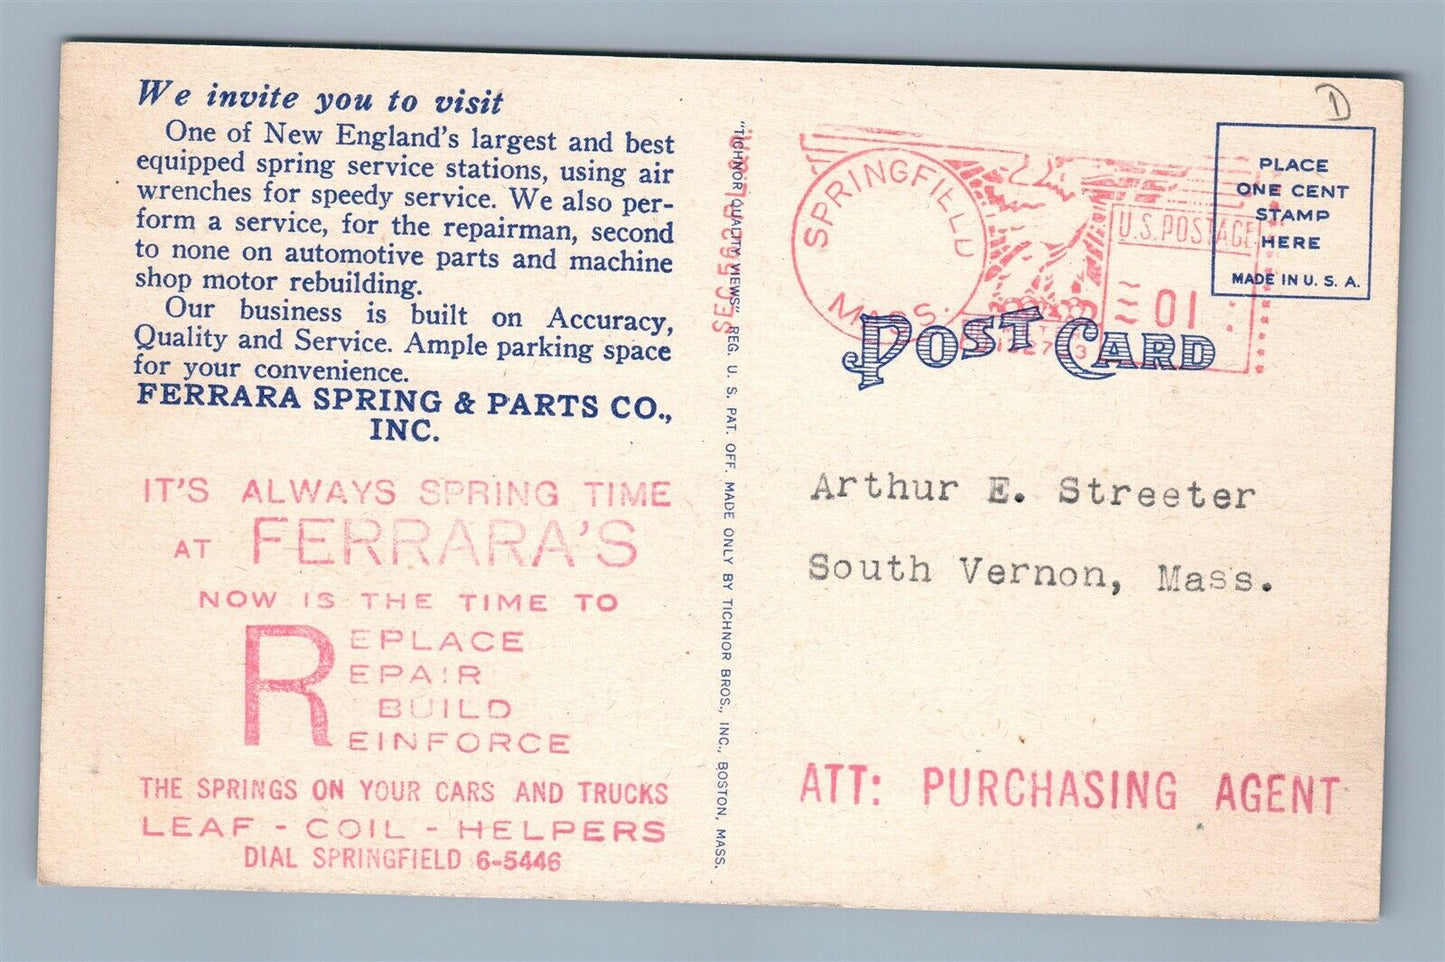 We invite you to visit
One of New England's largest and best
equipped spring service stations, using air
wrenches for speedy service. We also per-
form a service, for the repairman, second
to none on automotive parts and machine
shop motor rebuilding.
Our business is built on Accuracy,
Quality and Service. Ample parking space
for your convenience.
FERRARA SPRING & PARTS CO.,
INC.
IT'S ALWAYS SPRING TIME
AT FERRARA'S
NOW IS THE TIME TO
REPLACE
EPAIR
BUILD
EINFORCE
THE SPRINGS ON YOUR CARS AND TRUCKS
LEAF - COIL - HELPERS
DIAL SPRINGFIELD 6-5446
"TICHNOR QUALITY VIEWS" REG. U. S. PAT. OFF. MADE ONLY BY TICHNOR BROS., INC., BOSTON, MASS.
D
SPRINGFIELD
MASS.
U.S. POSTAGE
01
PLACE
ONE CENT
STAMP
HERE
MADE IN U. S. A.
POST CARD
Arthur E. Streeter
South Vernon, Mass.
ATT: PURCHASING AGENT